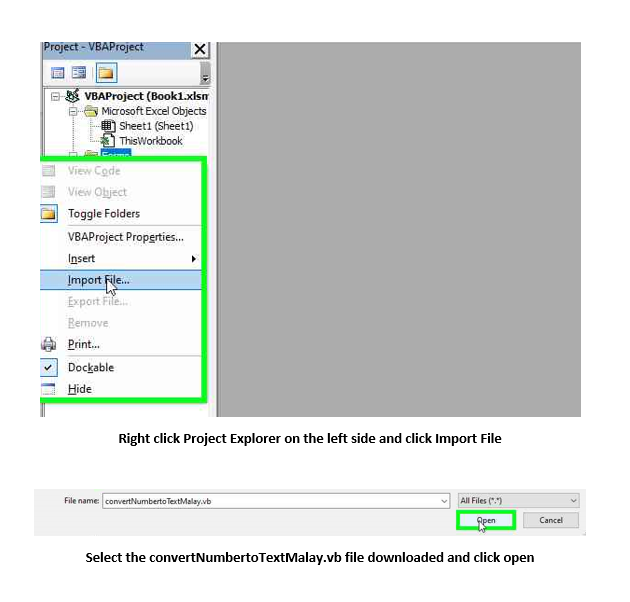 Project - VBAProject
VBAProject (Book1.xlsm
Microsoft Excel Objects
Sheet1 (Sheet1)
ThisWorkbook
Forms
View Code
View Object
Toggle Folders
VBAProject Properties...
Insert
Import File...
Export File...
Remove
Print...
Dockable
Hide
Right click Project Explorer on the left side and click Import File
File name: convertNumbertoTextMalay.vb All Files (*.*)
Open Cancel
Select the convertNumbertoTextMalay.vb file downloaded and click open